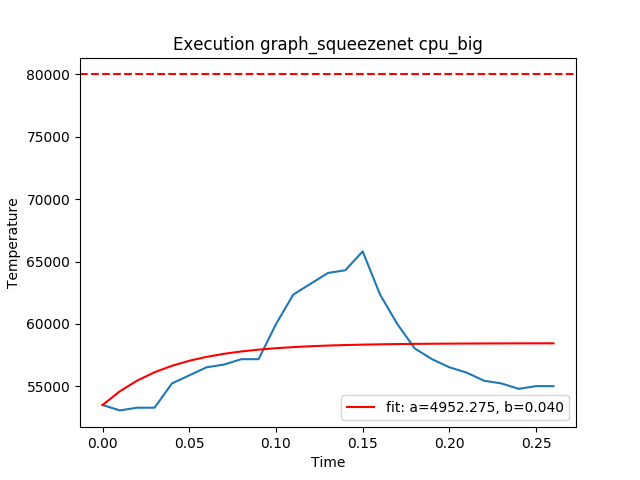 Execution graph_squeezenet cpu_big
80000
75000
70000
65000
60000
55000
Temperature
fit: a=4952.275, b=0.040
0.00 0.05 0.10 0.15 0.20 0.25
Time